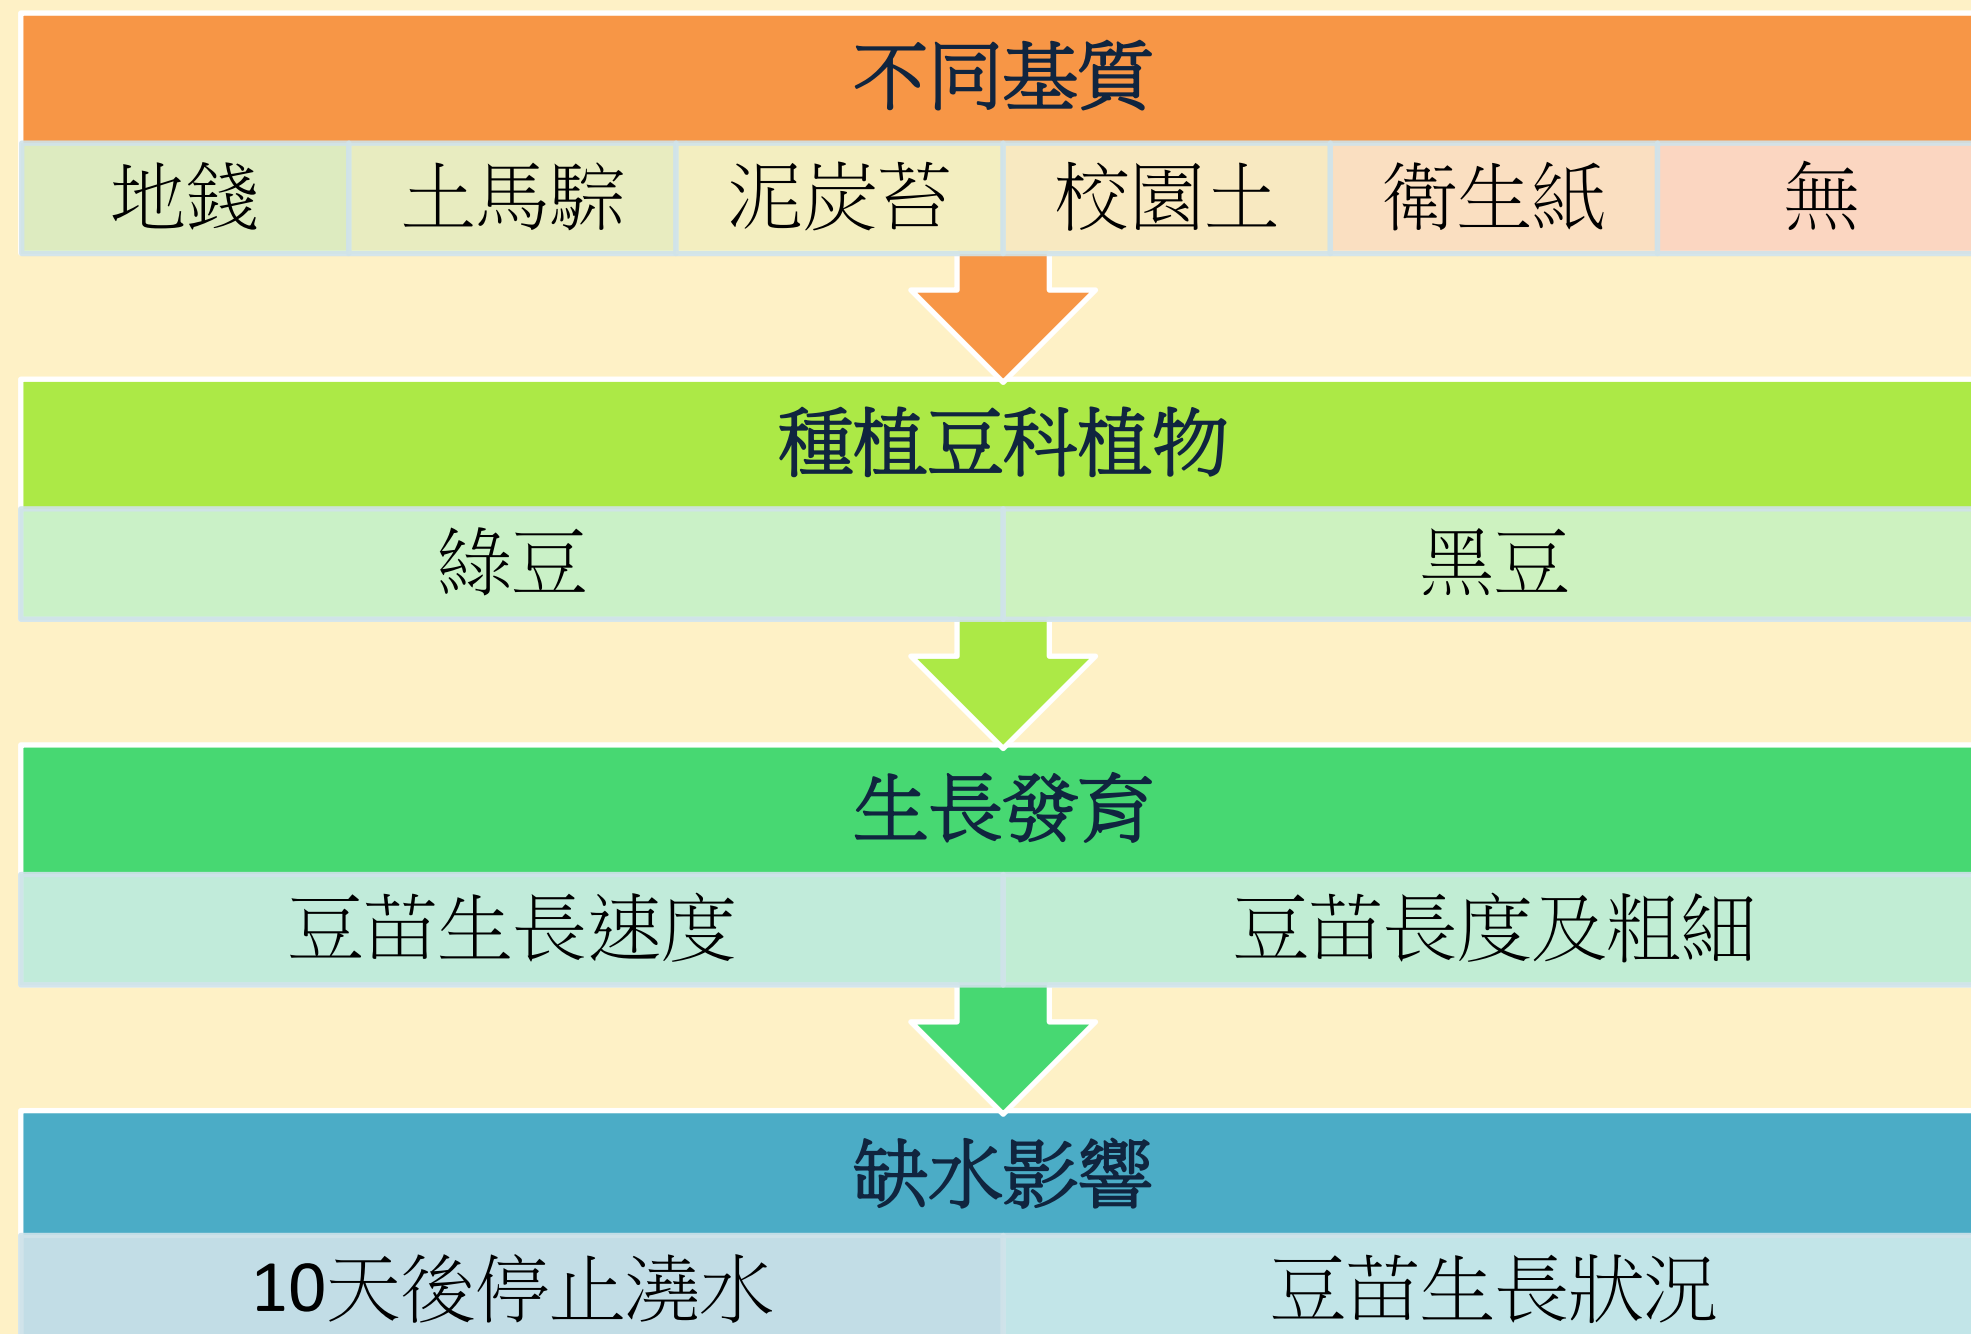 不同基質
地錢 土馬騌 泥炭苔 校園土 衛生紙 無
種植豆科植物
綠豆 黑豆
生長發育
豆苗生長速度 豆苗長度及粗細
缺水影響
10天後停止澆水 豆苗生長狀況